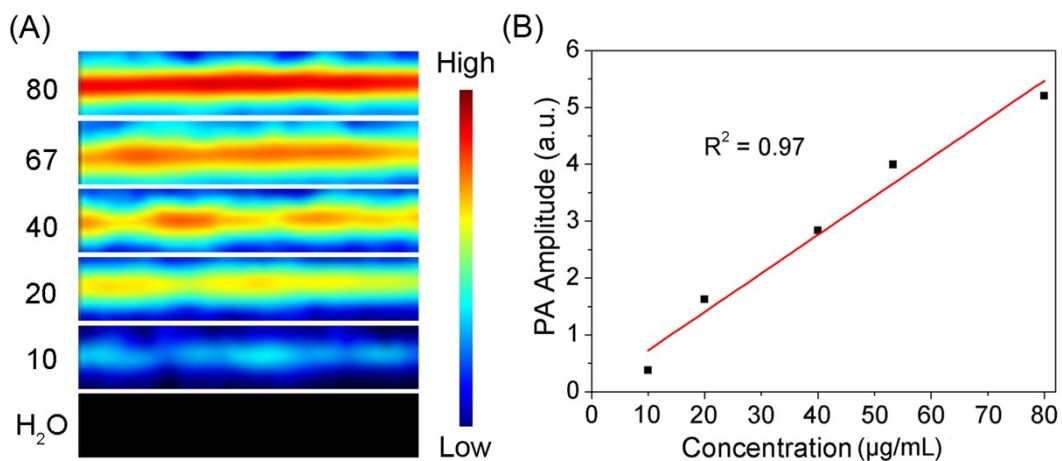 (A)
80
67
40
20
10
H₂O
High
Low
(B)
PA Amplitude (a.u.)
6
5
4
3
2
1
0
R² = 0.97
0 10 20 30 40 50 60 70 80
Concentration (μg/mL)